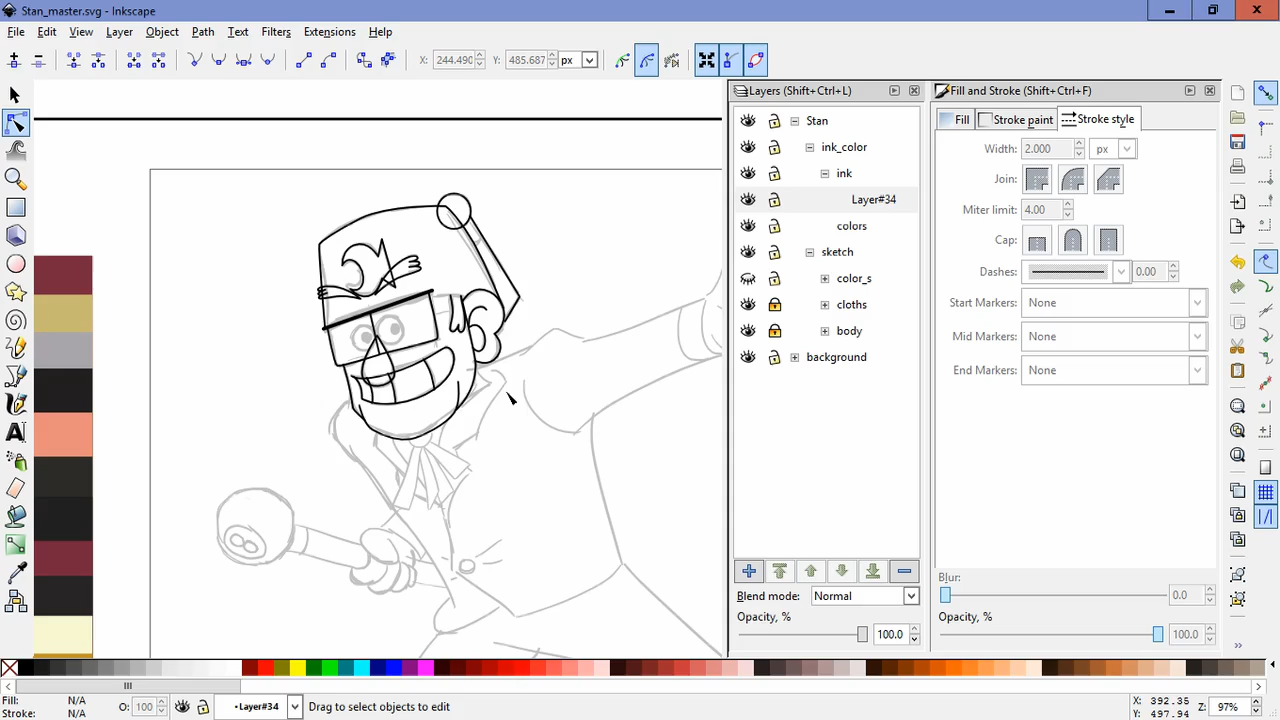 Stan_master.svg - Inkscape
File Edit View Layer Object Path Filters Text Extensions Help
X: 244.490 Y: 485.687 px
Layers (Shift+Ctrl+L)
Fill and Stroke (Shift+Ctrl+F)
Stan
Fill Stroke paint Stroke style
ink_color
Width: 2.000 px
ink
Join:
Layer#34
Miter limit: 4.00
colors
Cap:
sketch
Dashes: 0.00
color_s
Start Markers: None
cloths
body
Mid Markers: None
background
End Markers: None
Blend mode: Normal
Blur: 0.0
Opacity, % 100.0
Opacity, % 100.0
Fill: N/A
Stroke: N/A
O: 100
•Layer#34
Drag to select objects to edit
X: 392.35
Y: 497.94
Z: 97%